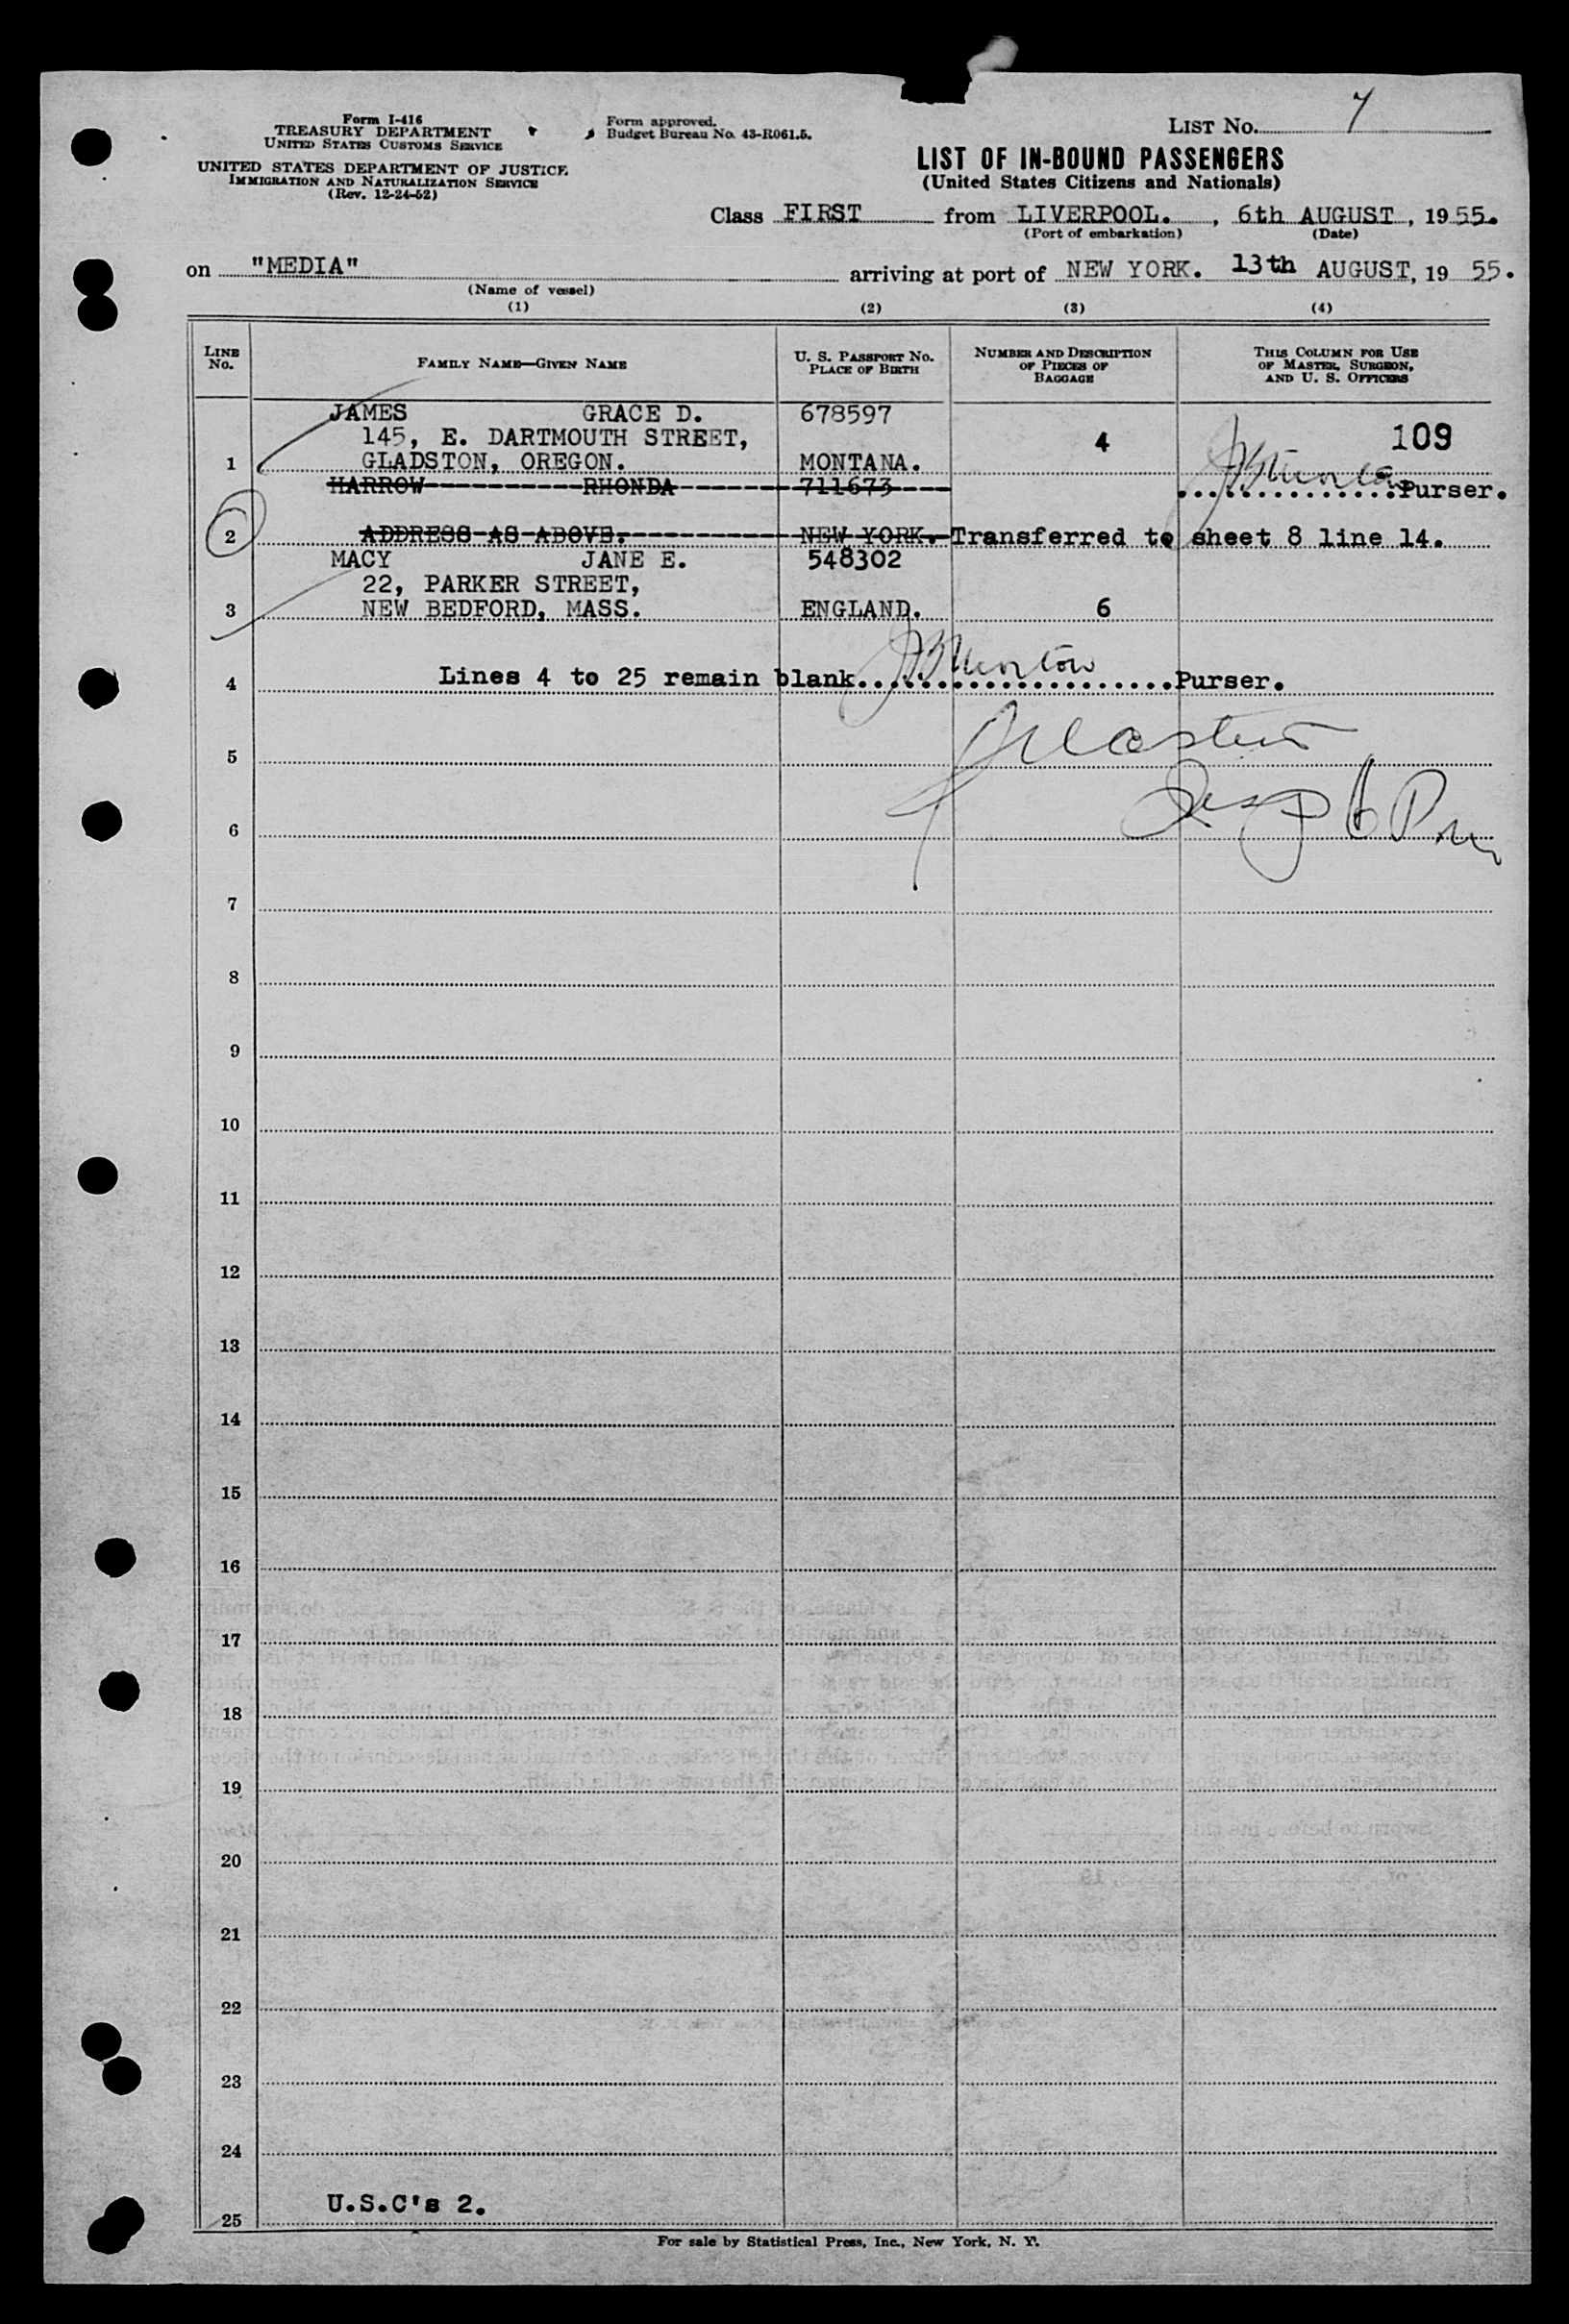 Form I-416
TREASURY DEPARTMENT
UNITED STATES CUSTOMS SERVICE
UNITED STATES DEPARTMENT OF JUSTICE
IMMIGRATION AND NATURALIZATION SERVICE
(Rev. 12-24-52)
Form approved.
Budget Bureau No. 43-R061.5.
LIST NO. 7
LIST OF IN-BOUND PASSENGERS
(United States Citizens and Nationals)
Class FIRST from LIVERPOOL. , 6th AUGUST , 19 55.
(Port of embarkation) (Date)
on "MEDIA" arriving at port of NEW YORK. 13th AUGUST, 19 55.
(Name of vessel)
(1) (2) (3) (4)
LINE NO. FAMILY NAME—GIVEN NAME U. S. PASSPORT NO. PLACE OF BIRTH NUMBER AND DESCRIPTION OF PIECES OF BAGGAGE THIS COLUMN FOR USE OF MASTER, SURGEON, AND U. S. OFFICERS
JAMES GRACE D. 678597
145, E. DARTMOUTH STREET, 4 109
1 GLADSTON, OREGON. MONTANA.
HARROW RHONDA 711673 Purser.
2 ADDRESS AS ABOVE. NEW YORK. Transferred to sheet 8 line 14.
MACY JANE E. 548302
22, PARKER STREET,
3 NEW BEDFORD, MASS. ENGLAND. 6
4 Lines 4 to 25 remain blank. Purser.
5
6
7
8
9
10
11
12
13
14
15
16
17
18
19
20
21
22
23
24
U.S.C's 2.
25
For sale by Statistical Press, Inc., New York, N. Y.